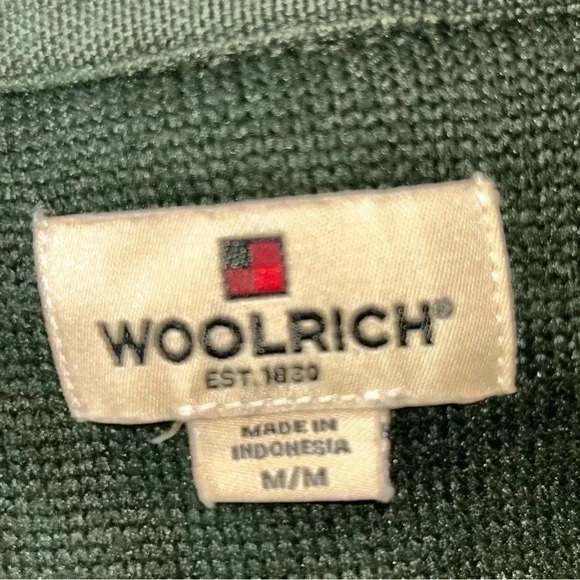 WOOLRICH®
EST. 1830
MADE IN
INDONESIA
M/M